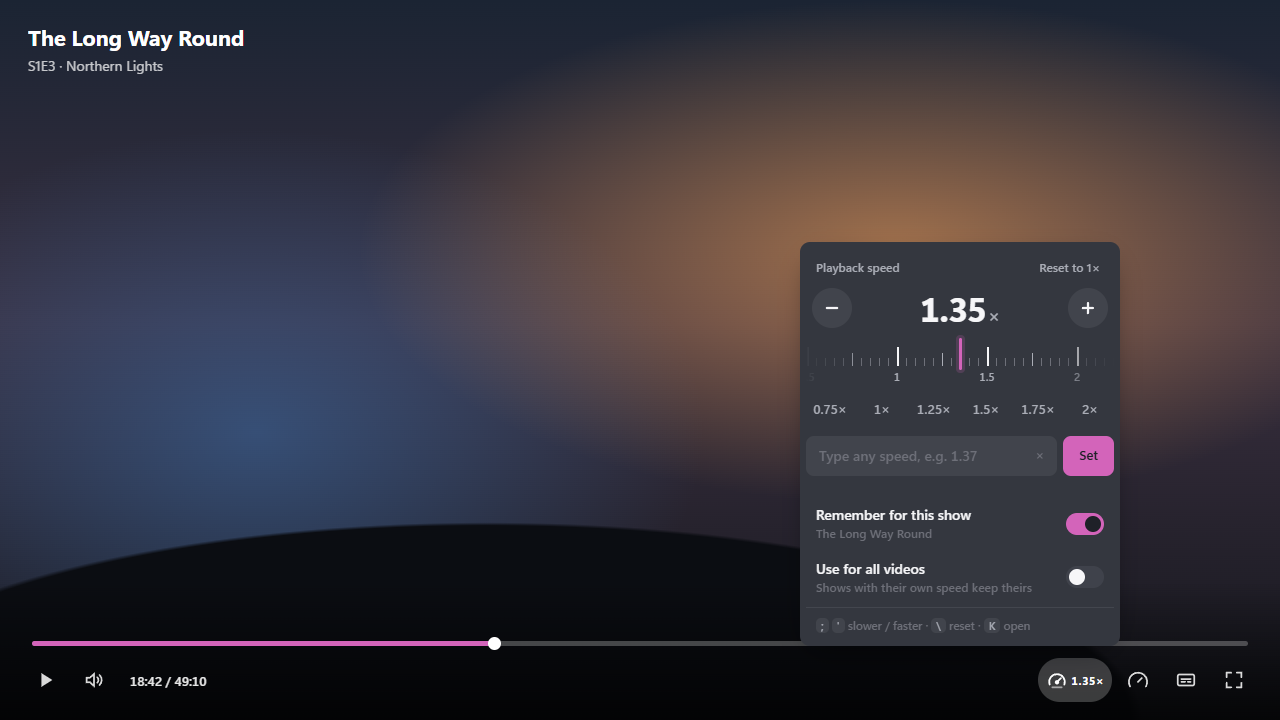 The Long Way Round
S1E3 · Northern Lights
Playback speed Reset to 1×
− 1.35× +
1 1.5 2
0.75× 1× 1.25× 1.5× 1.75× 2×
Type any speed, e.g. 1.37 × Set
Remember for this show
The Long Way Round
Use for all videos
Shows with their own speed keep theirs
; ' slower / faster · \ reset · K open
18:42 / 49:10 1.35×